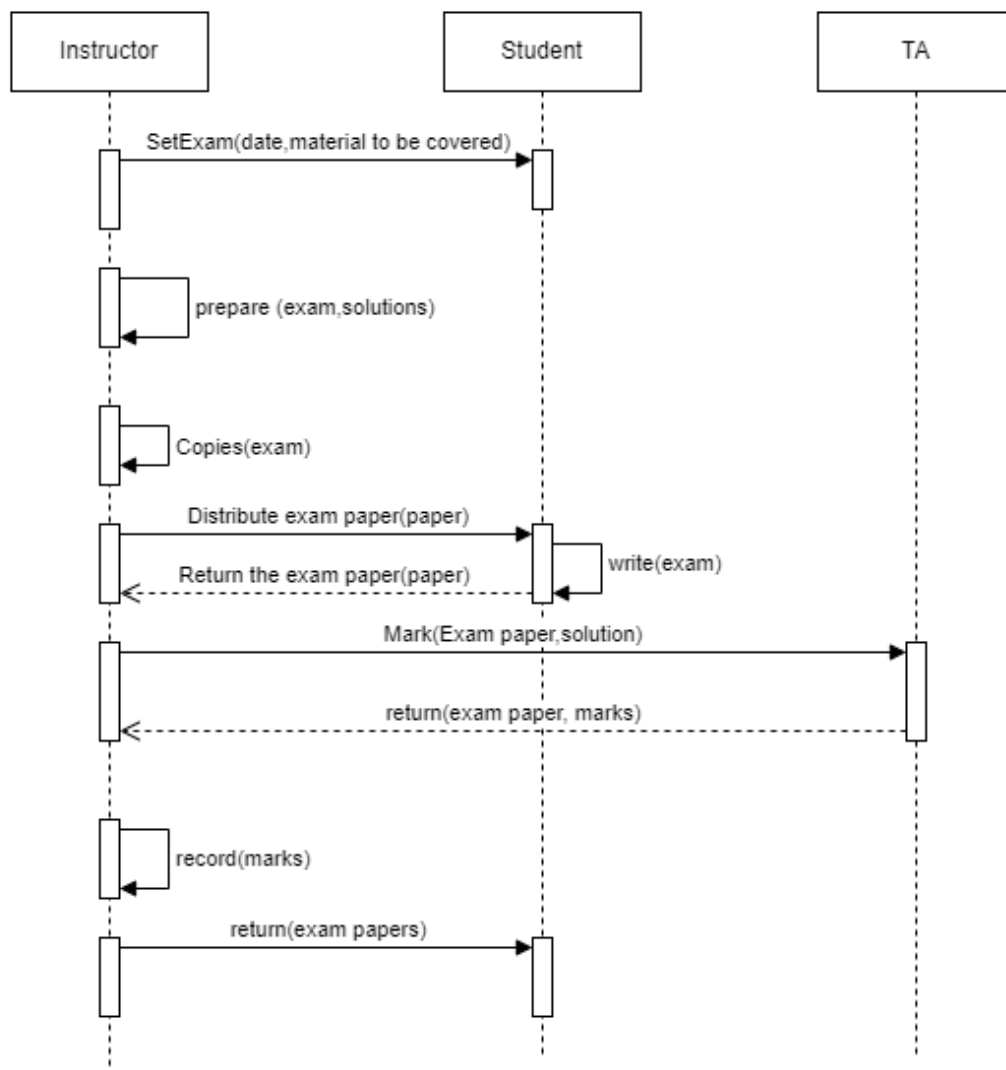 Instructor
Student
TA
SetExam(date,material to be covered)
prepare (exam,solutions)
Copies(exam)
Distribute exam paper(paper)
write(exam)
Return the exam paper(paper)
Mark(Exam paper,solution)
return(exam paper, marks)
record(marks)
return(exam papers)